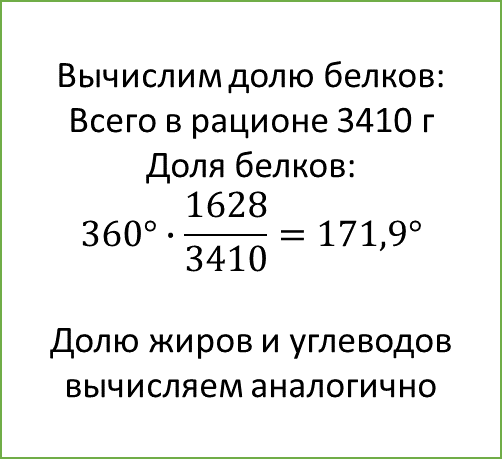 Вычислим долю белков:
Всего в рационе 3410 г
Доля белков:
360° · 1628/3410 = 171,9°
Долю жиров и углеводов
вычисляем аналогично